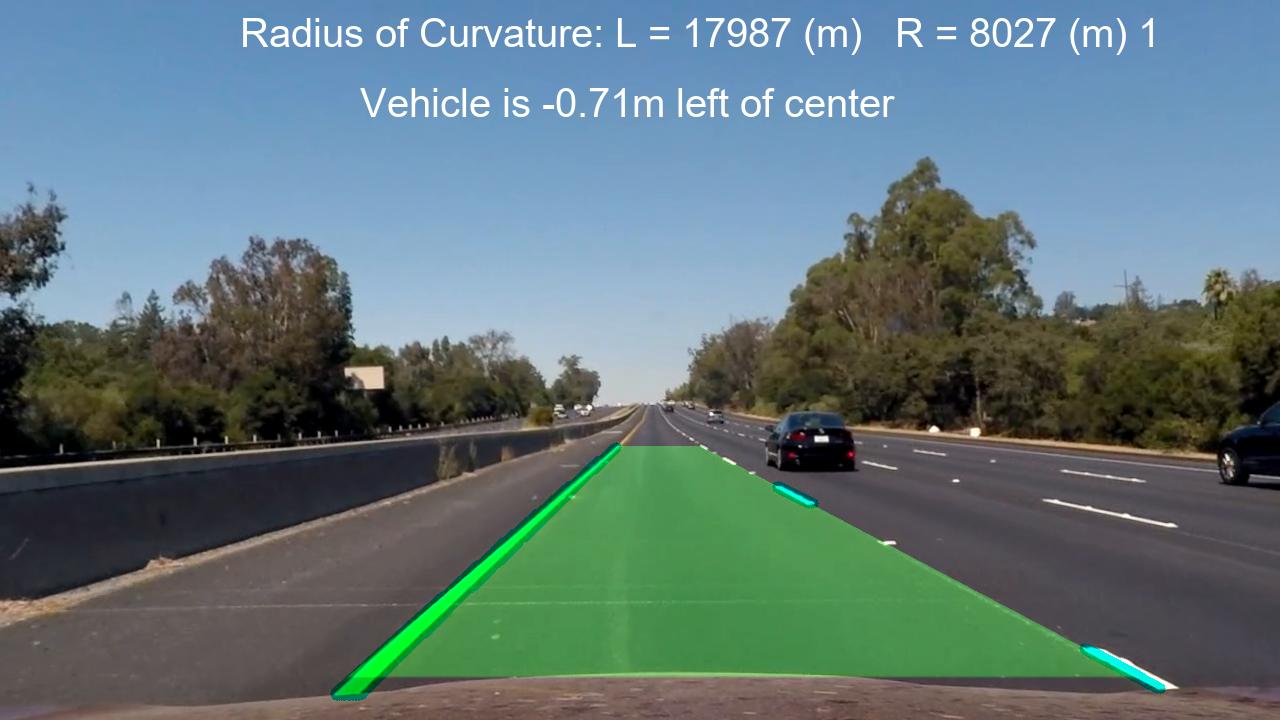 Radius of Curvature: L = 17987 (m)   R = 8027 (m) 1
Vehicle is -0.71m left of center